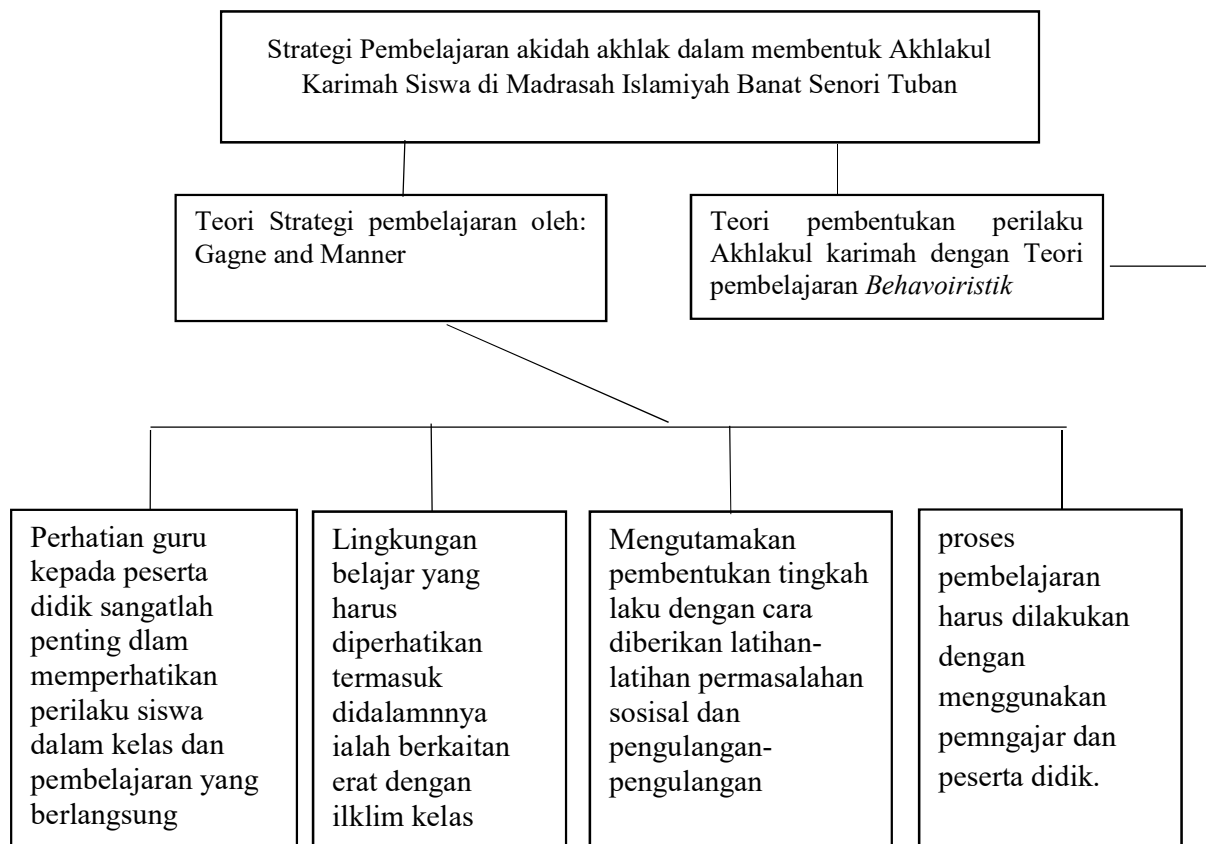 Strategi Pembelajaran akidah akhlak dalam membentuk Akhlakul
Karimah Siswa di Madrasah Islamiyah Banat Senori Tuban
Teori Strategi pembelajaran oleh:
Gagne and Manner
Teori pembentukan perilaku
Akhlakul karimah dengan Teori
pembelajaran Behavoiristik
Perhatian guru
kepada peserta
didik sangatlah
penting dlam
memperhatikan
perilaku siswa
dalam kelas dan
pembelajaran yang
berlangsung
Lingkungan
belajar yang
harus
diperhatikan
termasuk
didalamnnya
ialah berkaitan
erat dengan
ilklim kelas
Mengutamakan
pembentukan tingkah
laku dengan cara
diberikan latihan-
latihan permasalahan
sosisal dan
pengulangan-
pengulangan
proses
pembelajaran
harus dilakukan
dengan
menggunakan
pemngajar dan
peserta didik.